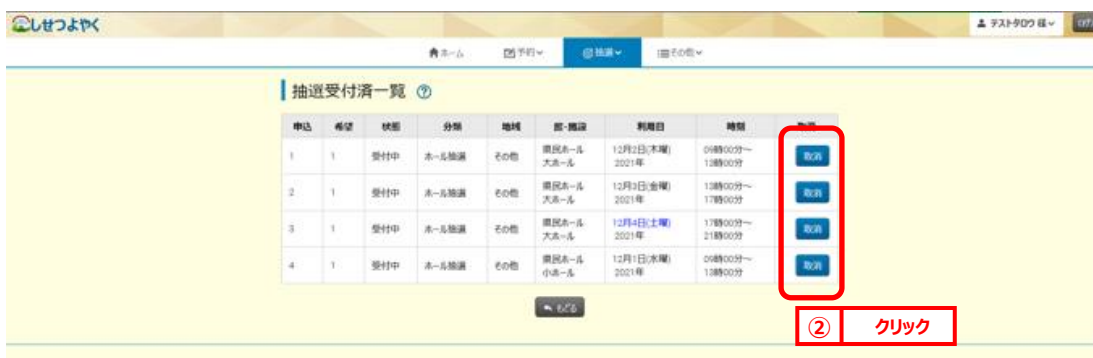 しせつよやく
テストタロウ 様
ホーム 予約 抽選 その他
抽選受付済一覧 ?
申込 希望 状態 分類 地域 館・施設 利用日 時刻
1 1 受付中 ホール抽選 その他 県民ホール 12月2日(木曜) 09時00分～
大ホール 2021年 13時00分
取消
2 1 受付中 ホール抽選 その他 県民ホール 12月3日(金曜) 13時00分～
大ホール 2021年 17時00分
取消
3 1 受付中 ホール抽選 その他 県民ホール 12月4日(土曜) 17時00分～
大ホール 2021年 21時00分
取消
4 1 受付中 ホール抽選 その他 県民ホール 12月1日(水曜) 09時00分～
小ホール 2021年 13時00分
取消
もどる
② クリック